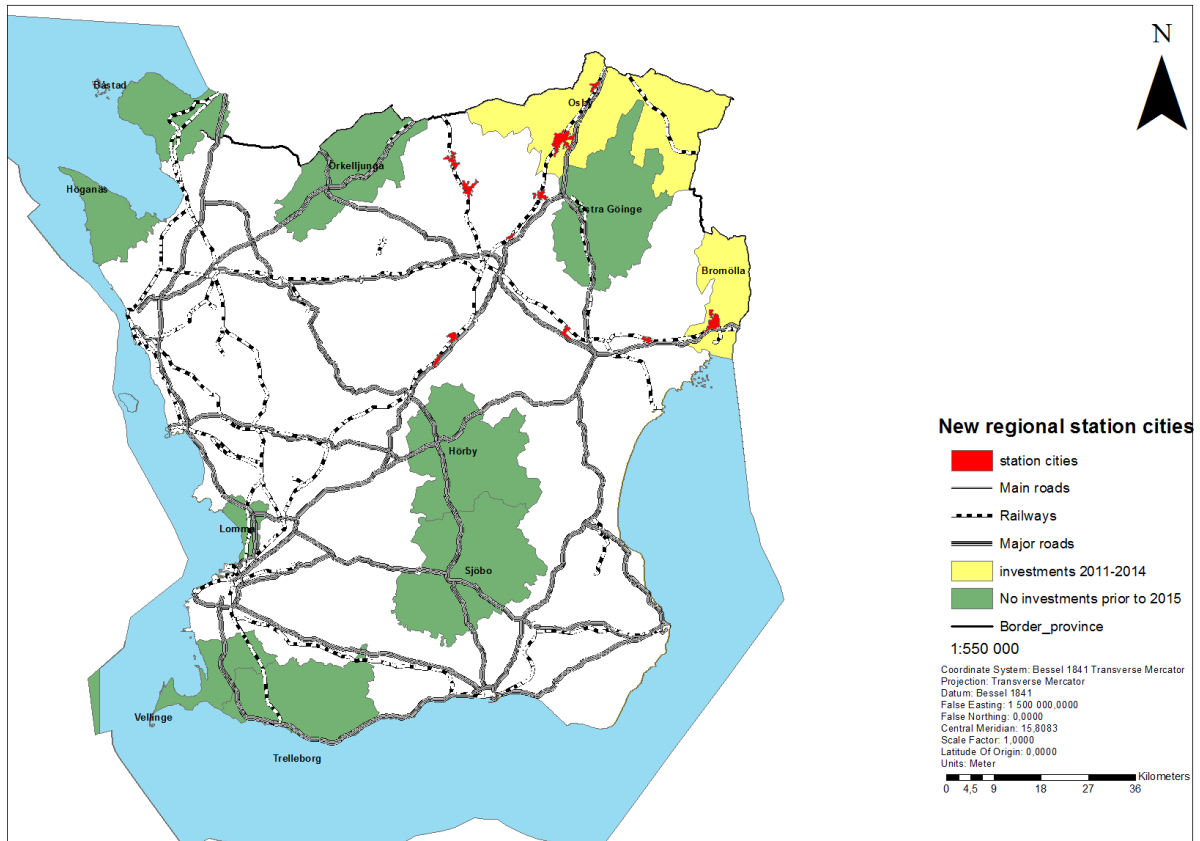 N
Båstad
Osby
Örkelljunga
Höganäs
Östra Göinge
Bromölla
Hörby
Lomma
Sjöbo
Vellinge
Trelleborg
New regional station cities
station cities
Main roads
Railways
Major roads
investments 2011-2014
No investments prior to 2015
Border_province
1:550 000
Coordinate System: Bessel 1841 Transverse Mercator
Projection: Transverse Mercator
Datum: Bessel 1841
False Easting: 1 500 000,0000
False Northing: 0,0000
Central Meridian: 15,8083
Scale Factor: 1,0000
Latitude Of Origin: 0,0000
Units: Meter
Kilometers
0 4,5 9 18 27 36